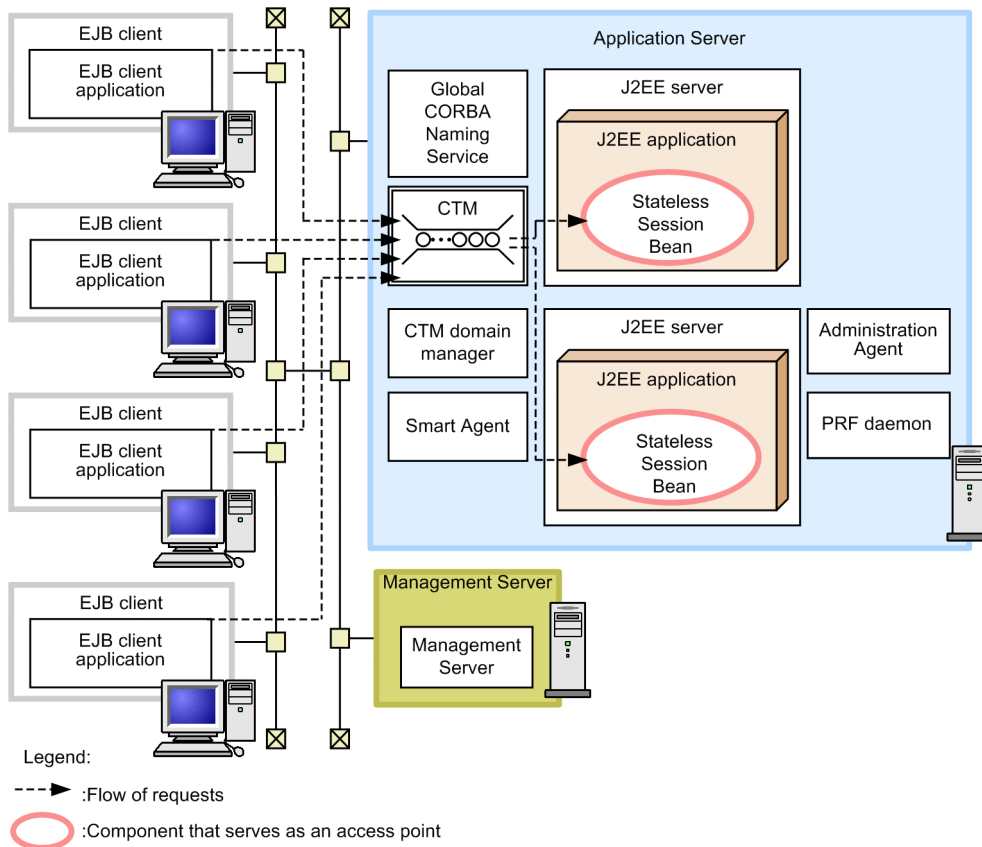 EJB client
EJB client
application
EJB client
EJB client
application
EJB client
EJB client
application
EJB client
EJB client
application
Application Server
Global
CORBA
Naming
Service
CTM
CTM domain
manager
Smart Agent
J2EE server
J2EE application
Stateless
Session
Bean
J2EE server
J2EE application
Stateless
Session
Bean
Administration
Agent
PRF daemon
Management Server
Management
Server
Legend:
:Flow of requests
:Component that serves as an access point